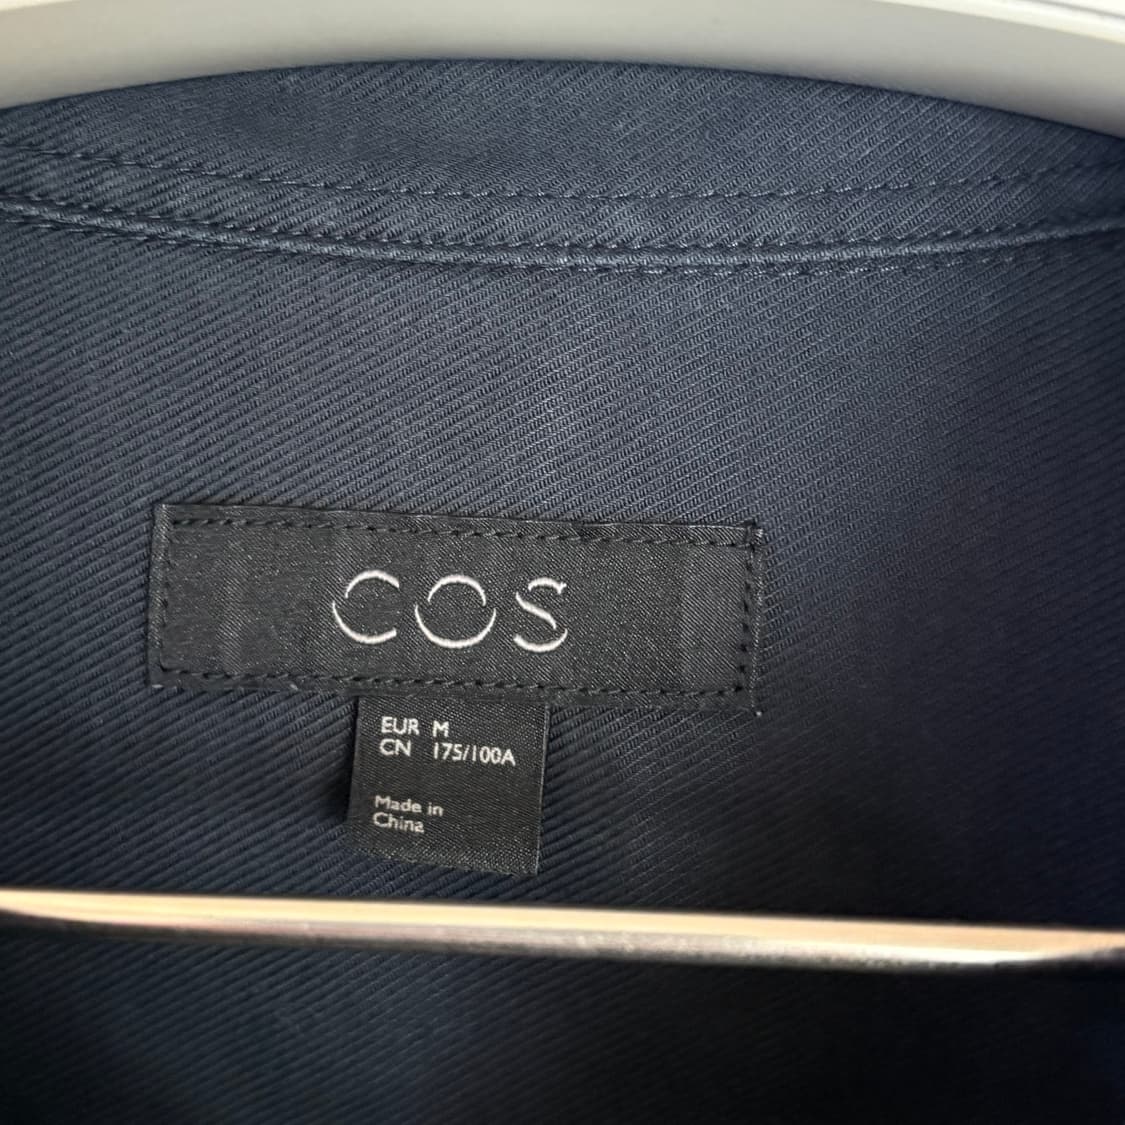 COS
EUR M
CN 175/100A
Made in
China